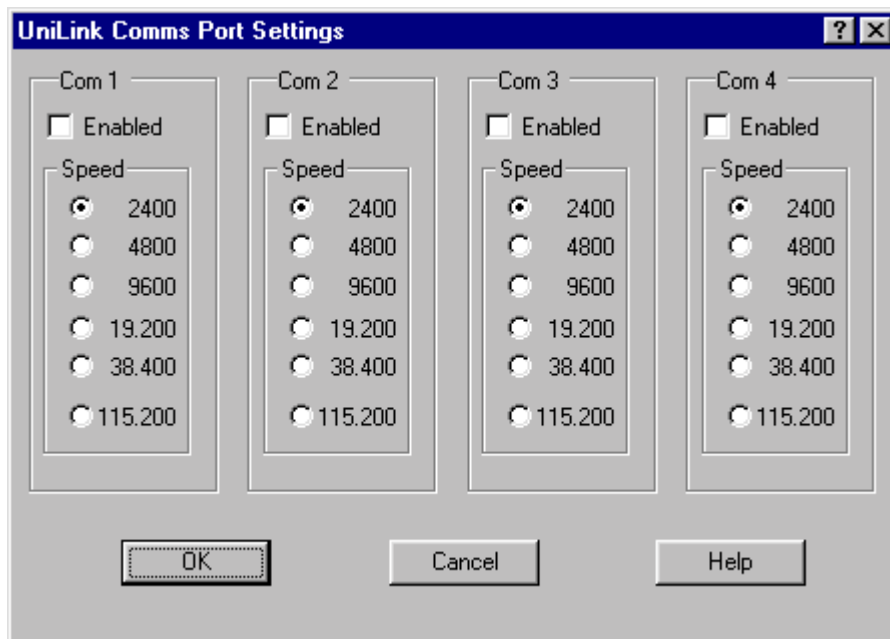 UniLink Comms Port Settings
Com 1
Enabled
Speed
2400
4800
9600
19.200
38.400
115.200
Com 2
Enabled
Speed
2400
4800
9600
19.200
38.400
115.200
Com 3
Enabled
Speed
2400
4800
9600
19.200
38.400
115.200
Com 4
Enabled
Speed
2400
4800
9600
19.200
38.400
115.200
OK
Cancel
Help